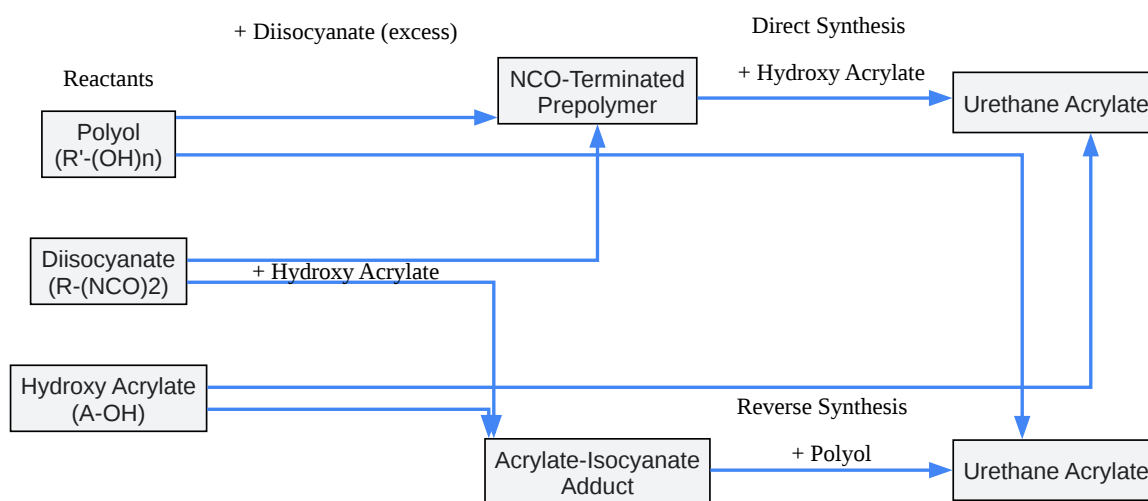 + Diisocyanate (excess)
Direct Synthesis
Reactants
NCO-Terminated
Prepolymer
+ Hydroxy Acrylate
Urethane Acrylate
Polyol
(R'-(OH)n)
Diisocyanate
(R-(NCO)2)
+ Hydroxy Acrylate
Hydroxy Acrylate
(A-OH)
Reverse Synthesis
Acrylate-Isocyanate
Adduct
+ Polyol
Urethane Acrylate